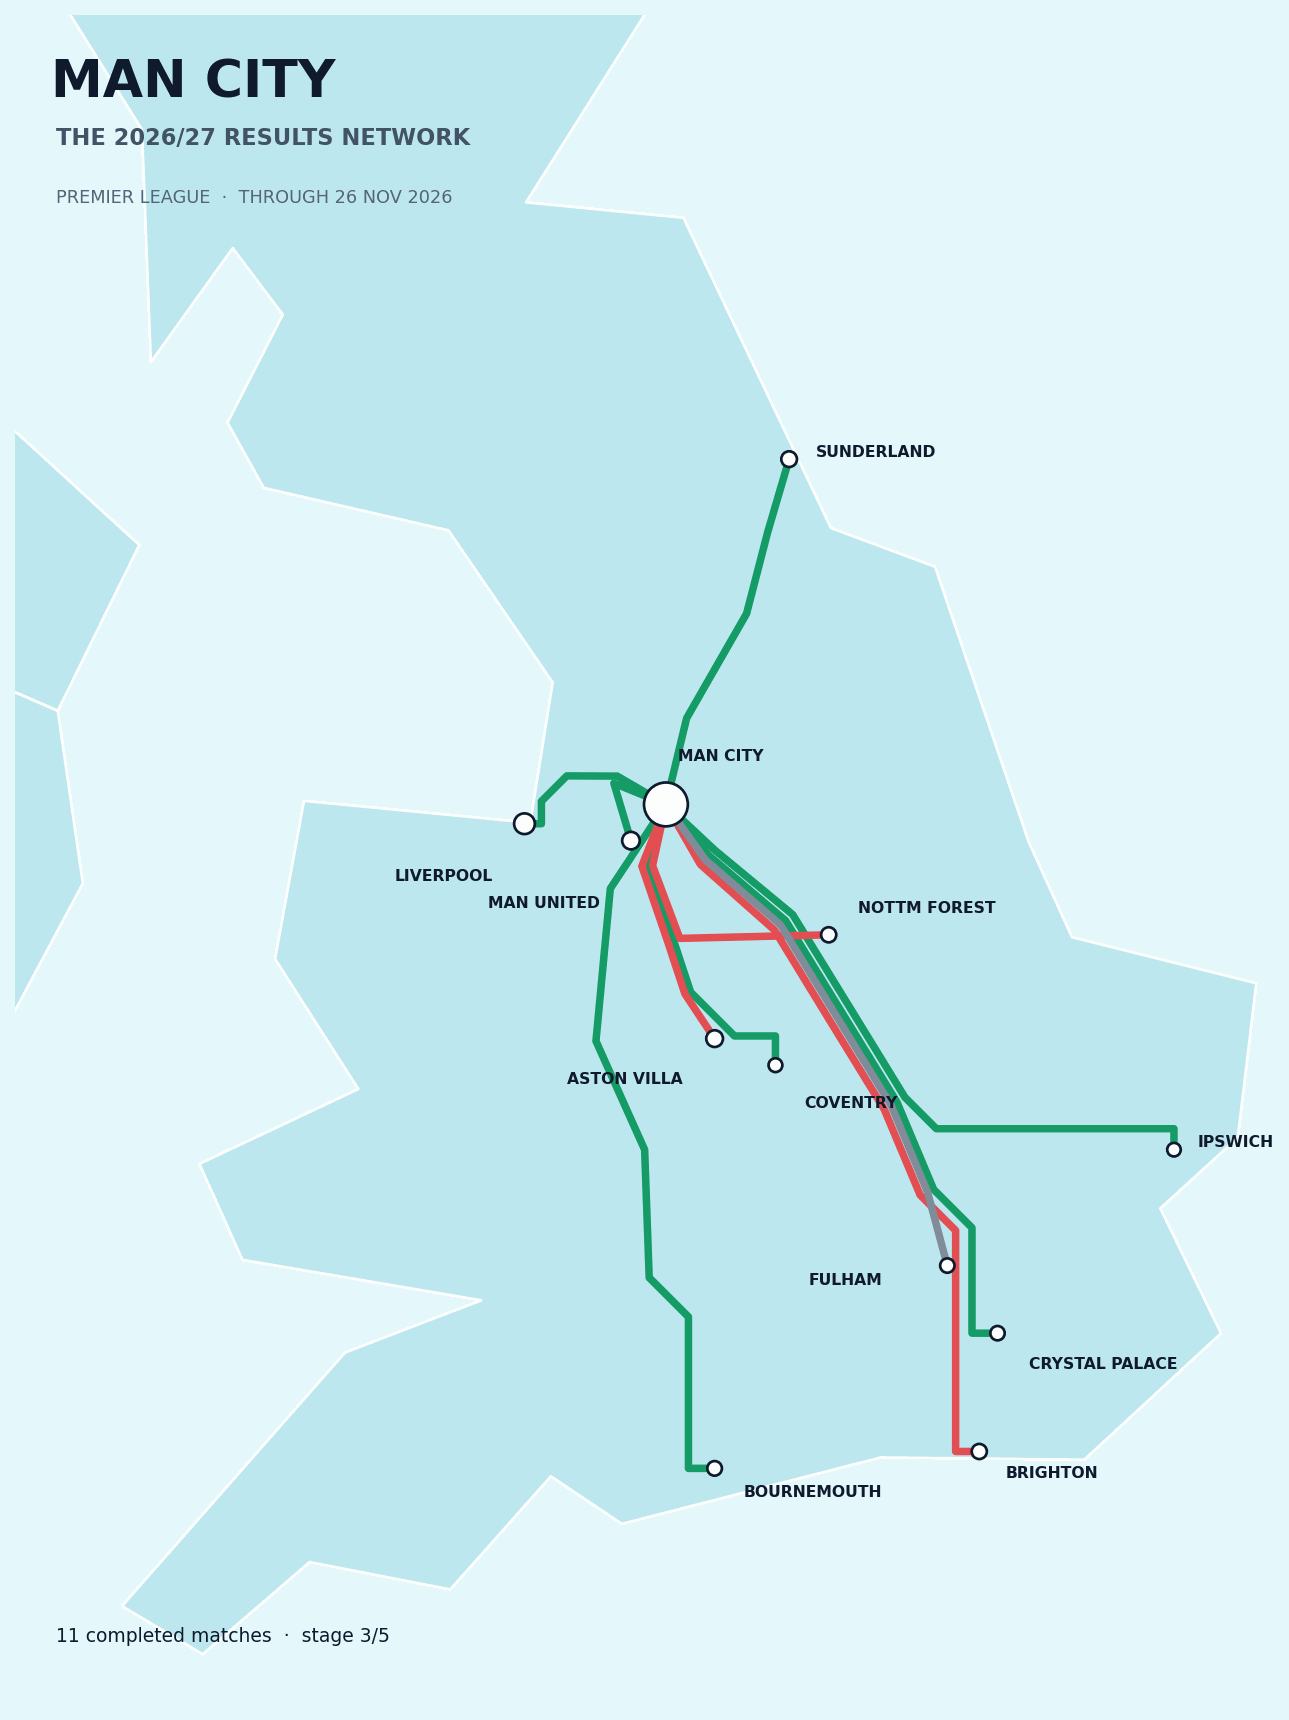 MAN CITY
THE 2026/27 RESULTS NETWORK
PREMIER LEAGUE · THROUGH 26 NOV 2026
SUNDERLAND
MAN CITY
LIVERPOOL
MAN UNITED
NOTTM FOREST
ASTON VILLA
COVENTRY
IPSWICH
FULHAM
CRYSTAL PALACE
BRIGHTON
BOURNEMOUTH
11 completed matches · stage 3/5